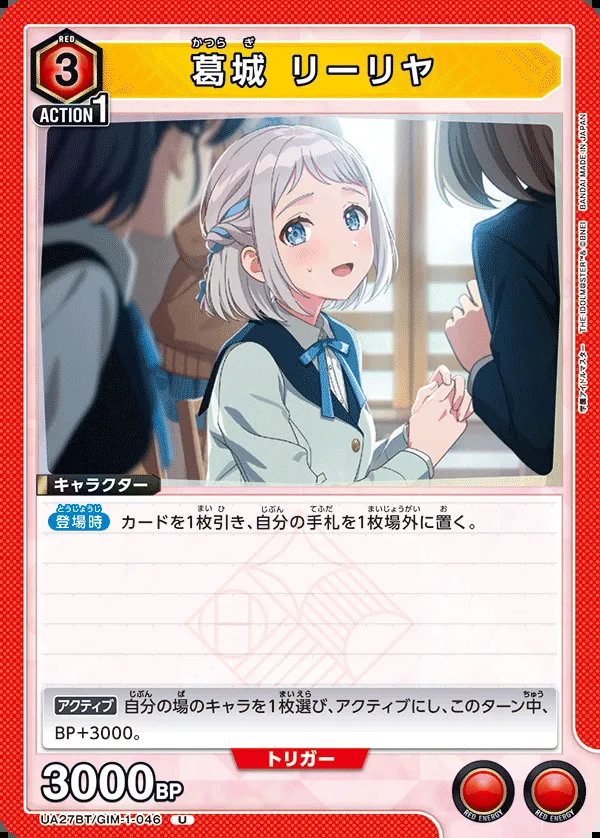 RED
3
ACTION 1
かつら ぎ
葛城 リーリヤ
THE IDOLM@STER™& ©BNEI BANDAI MADE IN JAPAN
学園アイドルマスター
キャラクター
とうじょうじ まい ひ じぶん てふだ まいじょうがい お
登場時 カードを1枚引き、自分の手札を1枚場外に置く。
じぶん ば まいえら ちゅう
アクティブ 自分の場のキャラを1枚選び、アクティブにし、このターン中、
BP+3000。
トリガー
3000BP
RED ENERGY RED ENERGY
UA27BT/GIM-1-046 U